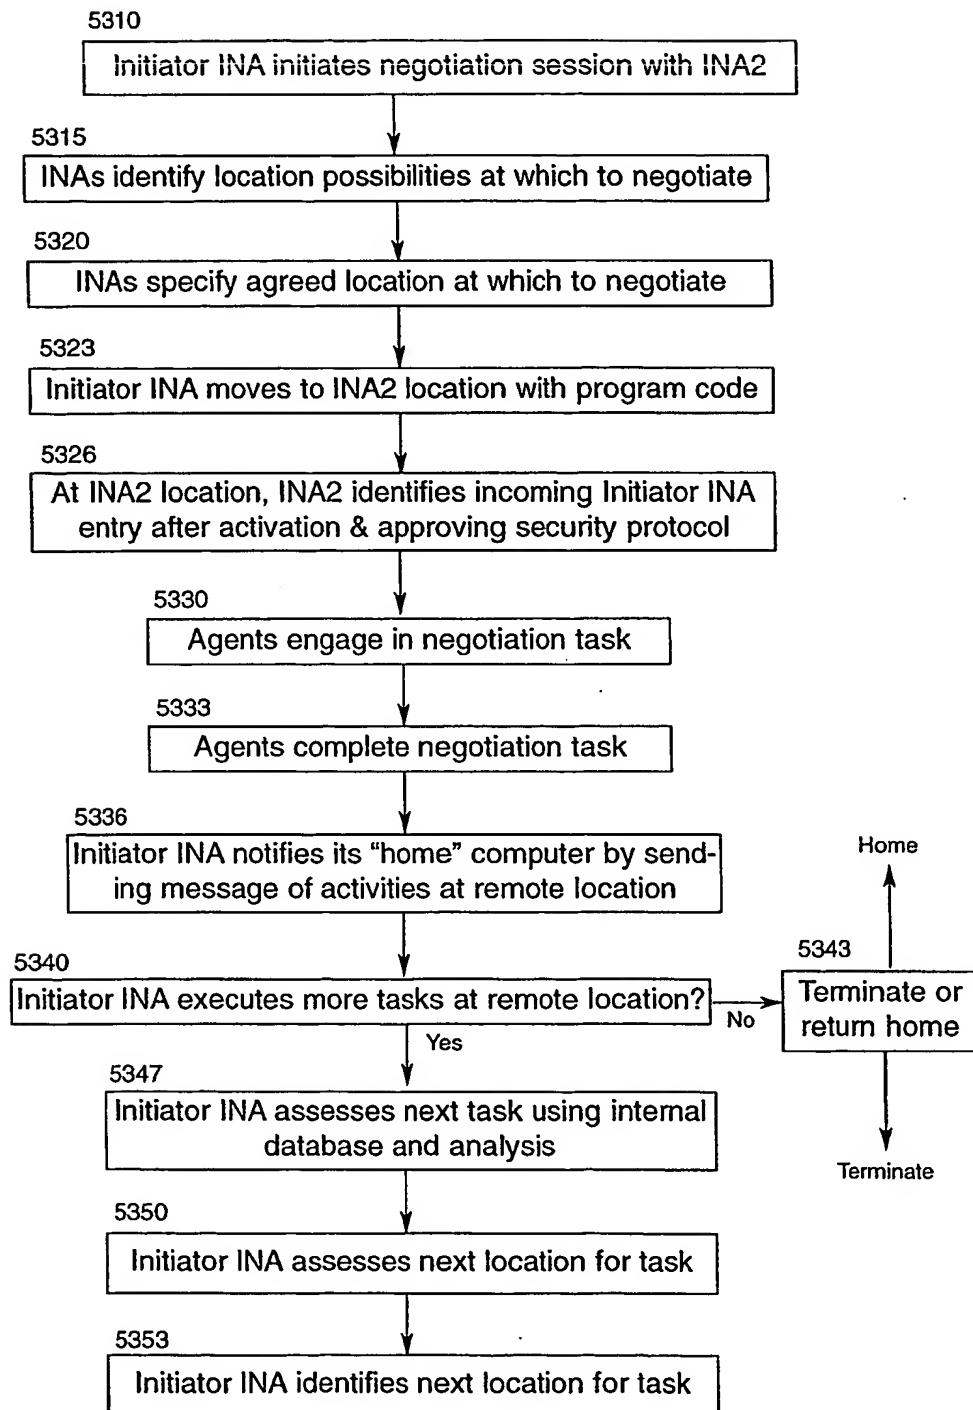 5310
Initiator INA initiates negotiation session with INA2
5315
INAs identify location possibilities at which to negotiate
5320
INAs specify agreed location at which to negotiate
5323
Initiator INA moves to INA2 location with program code
5326
At INA2 location, INA2 identifies incoming Initiator INA
entry after activation & approving security protocol
5330
Agents engage in negotiation task
5333
Agents complete negotiation task
5336
Initiator INA notifies its “home” computer by send-
ing message of activities at remote location
Home
5340
Initiator INA executes more tasks at remote location?
No
5343
Terminate or
return home
Yes
Terminate
5347
Initiator INA assesses next task using internal
database and analysis
5350
Initiator INA assesses next location for task
5353
Initiator INA identifies next location for task